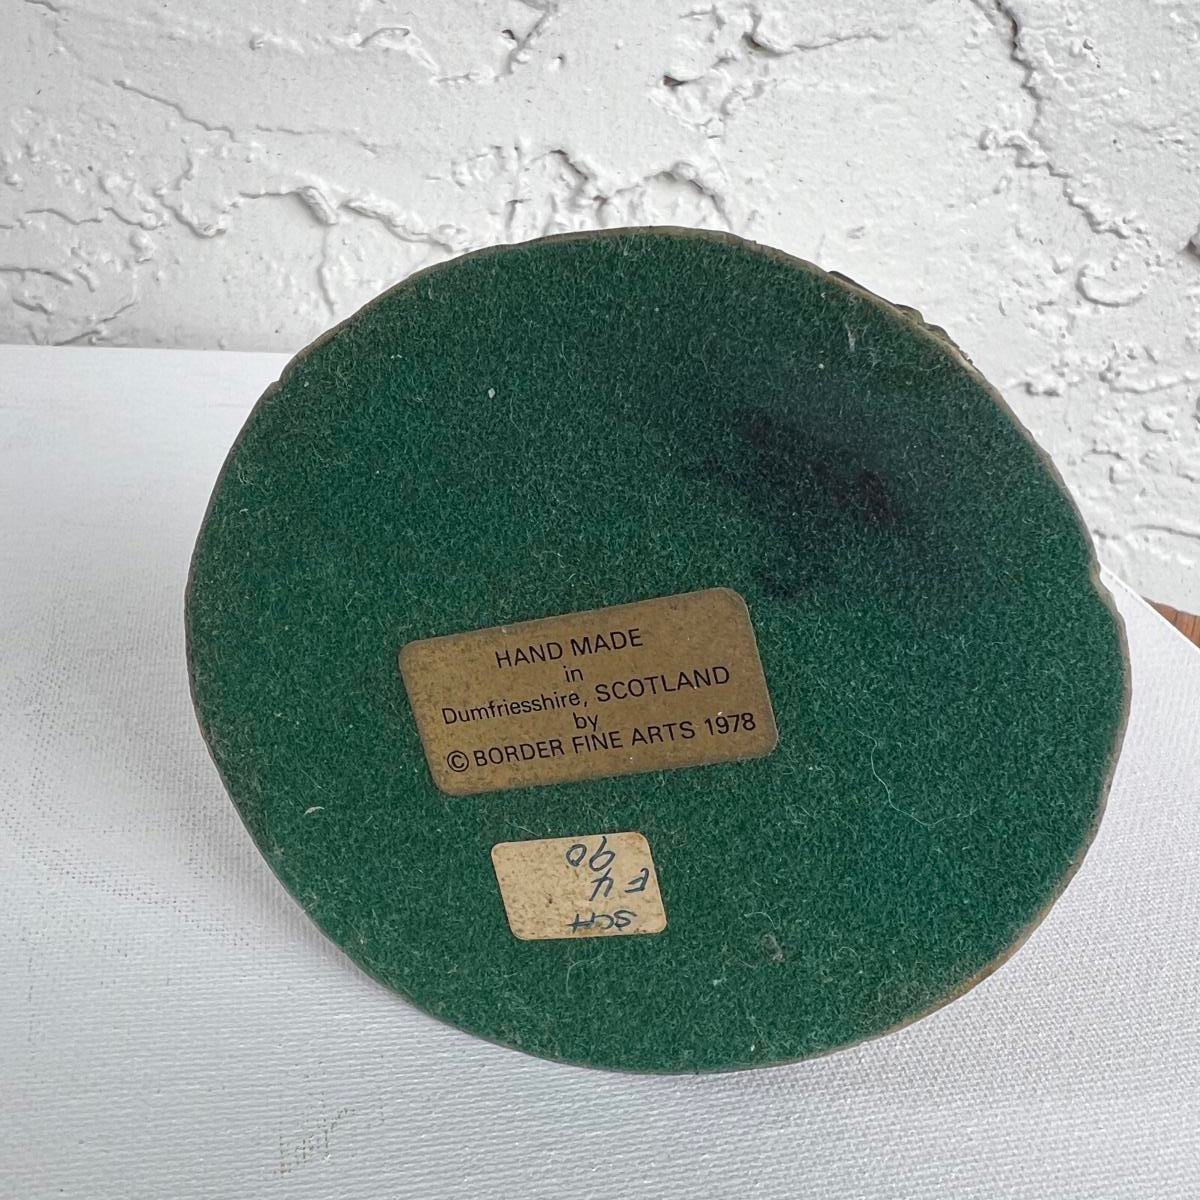 HAND MADE
in
Dumfriesshire, SCOTLAND
by
© BORDER FINE ARTS 1978
SCH
F 4
90